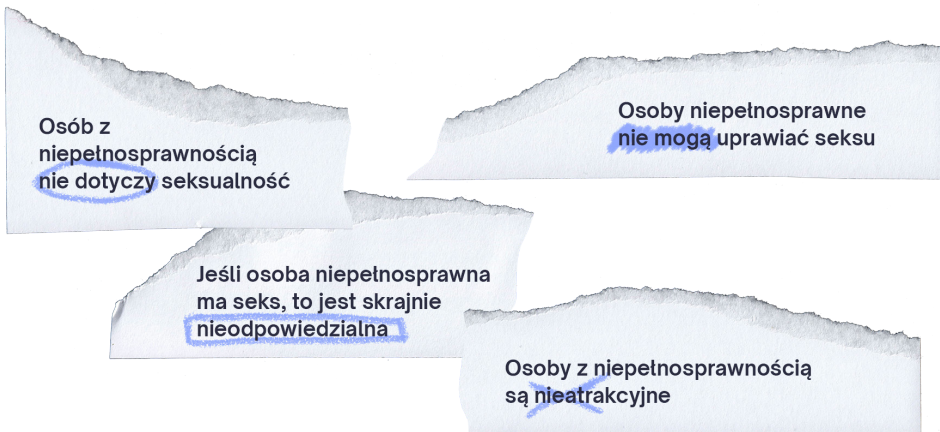 Osób z
niepełnosprawnością
nie dotyczy seksualność
Osoby niepełnosprawne
nie mogą uprawiać seksu
Jeśli osoba niepełnosprawna
ma seks, to jest skrajnie
nieodpowiedzialna
Osoby z niepełnosprawnością
są nieatrakcyjne